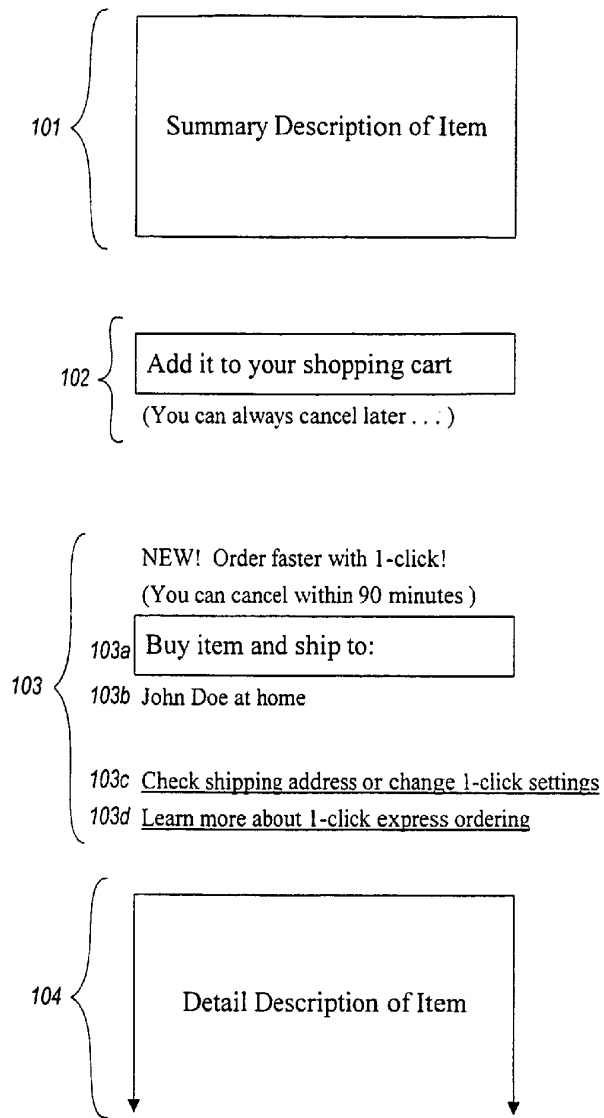 101 Summary Description of Item
102 Add it to your shopping cart
(You can always cancel later . . . )
NEW! Order faster with 1-click!
(You can cancel within 90 minutes )
103a Buy item and ship to:
103
103b John Doe at home
103c Check shipping address or change 1-click settings
103d Learn more about 1-click express ordering
104 Detail Description of Item